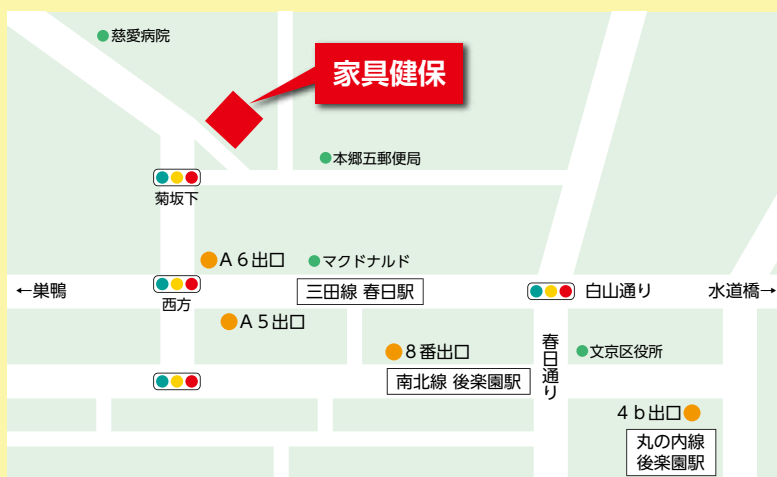 慈愛病院
家具健保
本郷五郵便局
菊坂下
A6出口
マクドナルド
←巣鴨
三田線 春日駅
白山通り
水道橋→
西方
A5出口
8番出口
春日通り
文京区役所
南北線 後楽園駅
4b出口
丸の内線
後楽園駅